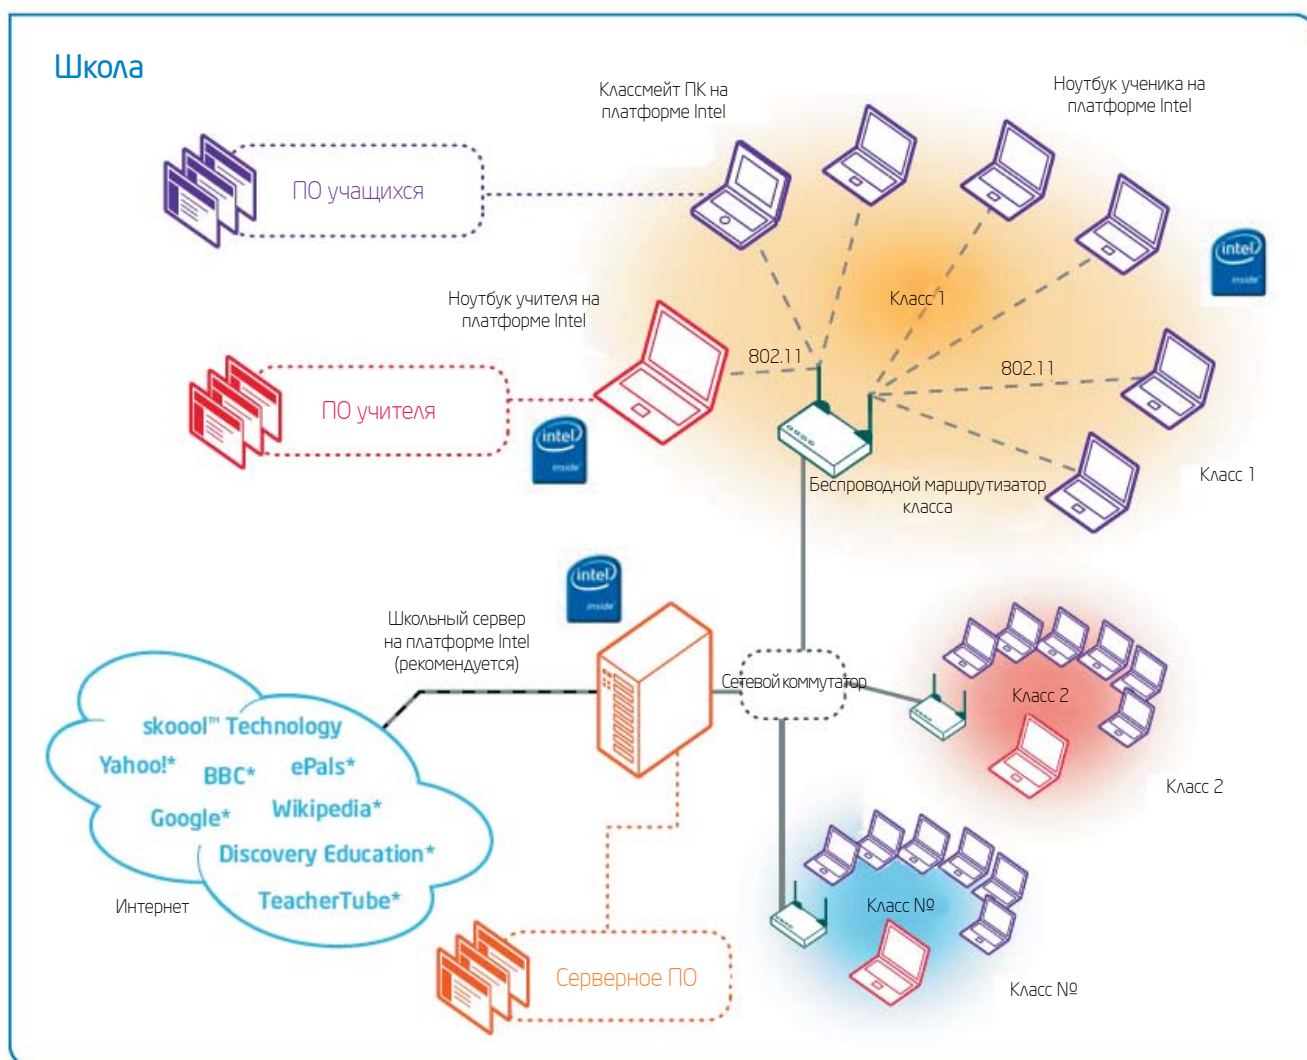 Школа
Классмейт ПК на
платформе Intel
Ноутбук ученика на
платформе Intel
ПО учащихся
intel
inside™
Класс 1
Ноутбук учителя на
платформе Intel
802.11
802.11
ПО учителя
intel
inside™
Класс 1
Беспроводной маршрутизатор
класса
intel
inside™
Школьный сервер
на платформе Intel
(рекомендуется)
Сетевой коммутатор
Класс 2
Класс 2
skoool™ Technology
Yahoo!*
BBC*
ePals*
Google*
Wikipedia*
Discovery Education*
TeacherTube*
Интернет
Класс №
Класс №
Серверное ПО